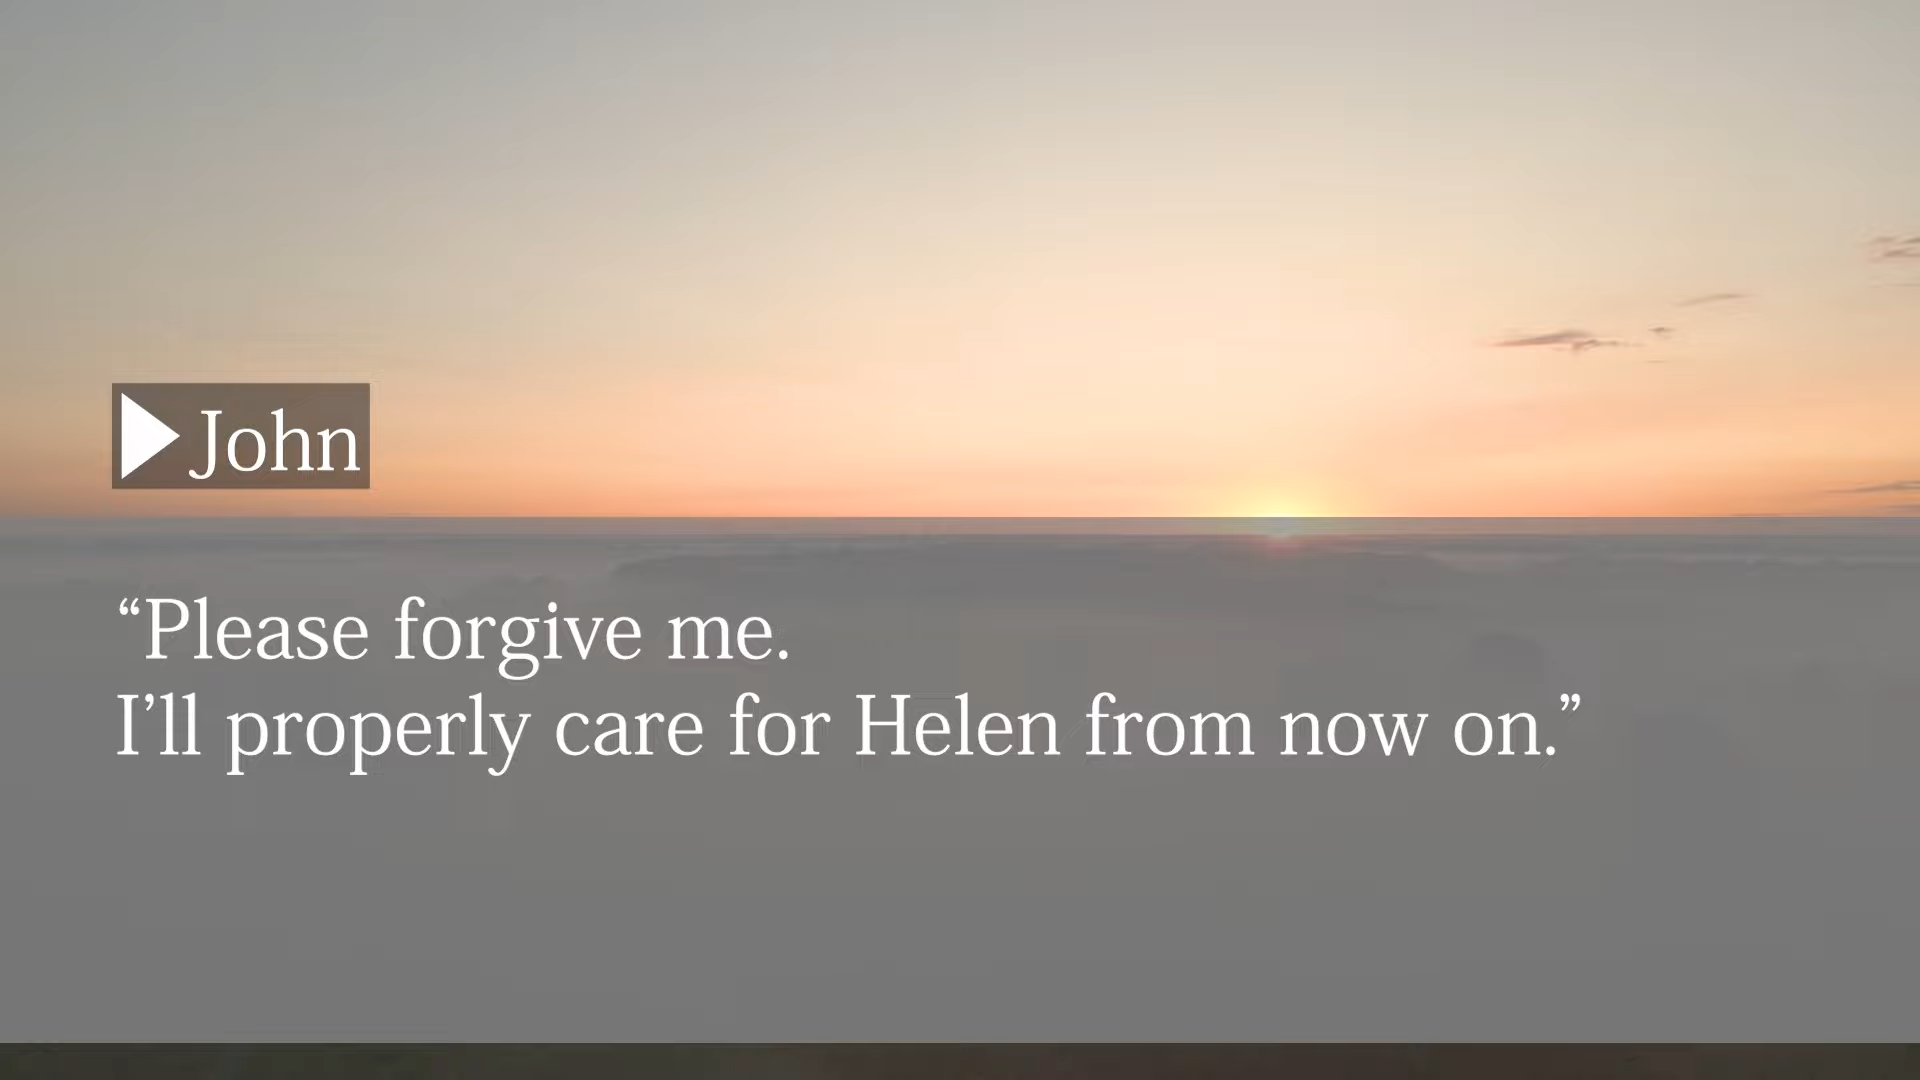 John
“Please forgive me.
I’ll properly care for Helen from now on.”